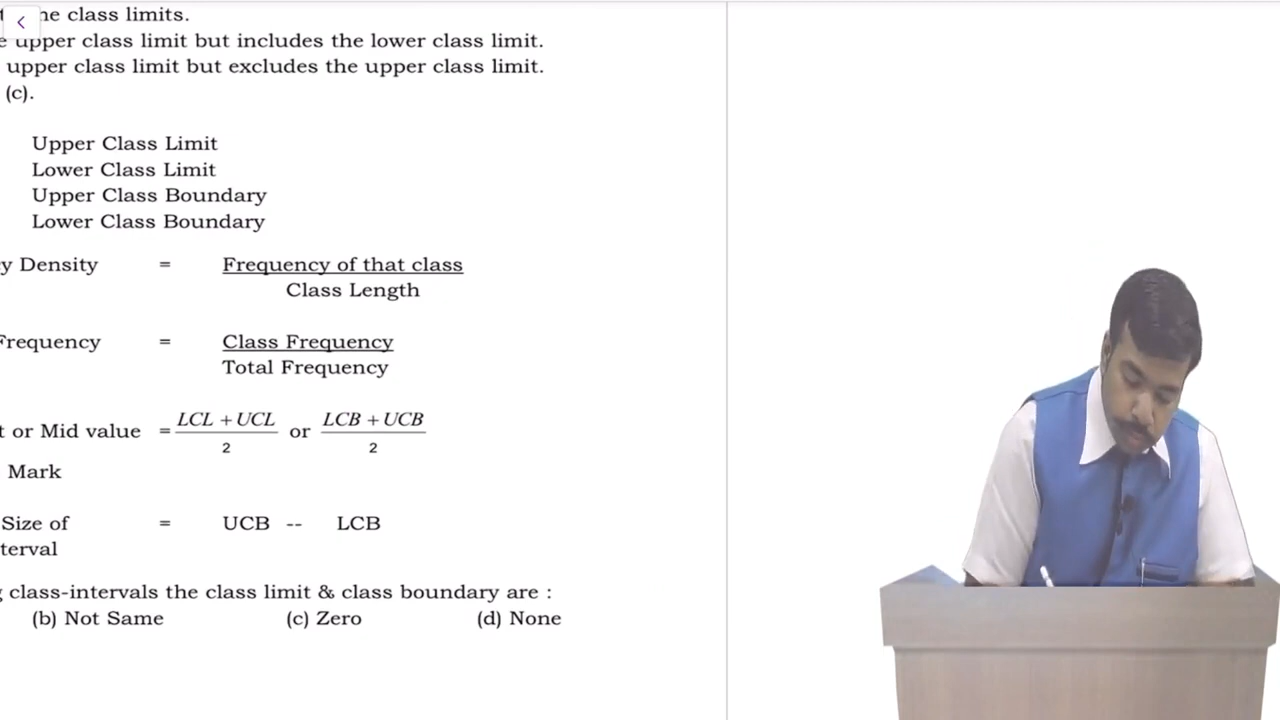 he class limits.
upper class limit but includes the lower class limit.
upper class limit but excludes the upper class limit.
(c).
Upper Class Limit
Lower Class Limit
Upper Class Boundary
Lower Class Boundary
y Density = Frequency of that class
Class Length
Frequency = Class Frequency
Total Frequency
t or Mid value = LCL + UCL / 2 or LCB + UCB / 2
Mark
Size of = UCB -- LCB
terval
class-intervals the class limit & class boundary are :
(b) Not Same (c) Zero (d) None